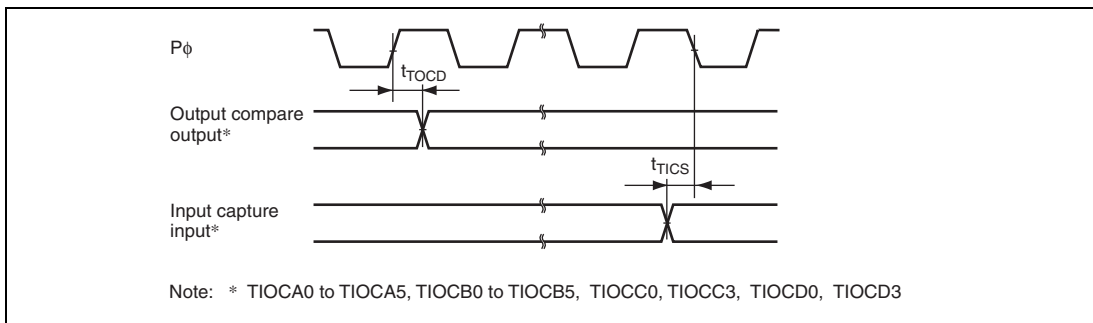 Pϕ
tTOCD
Output compare
output*
tTICS
Input capture
input*
Note: * TIOCA0 to TIOCA5, TIOCB0 to TIOCB5, TIOCC0, TIOCC3, TIOCD0, TIOCD3